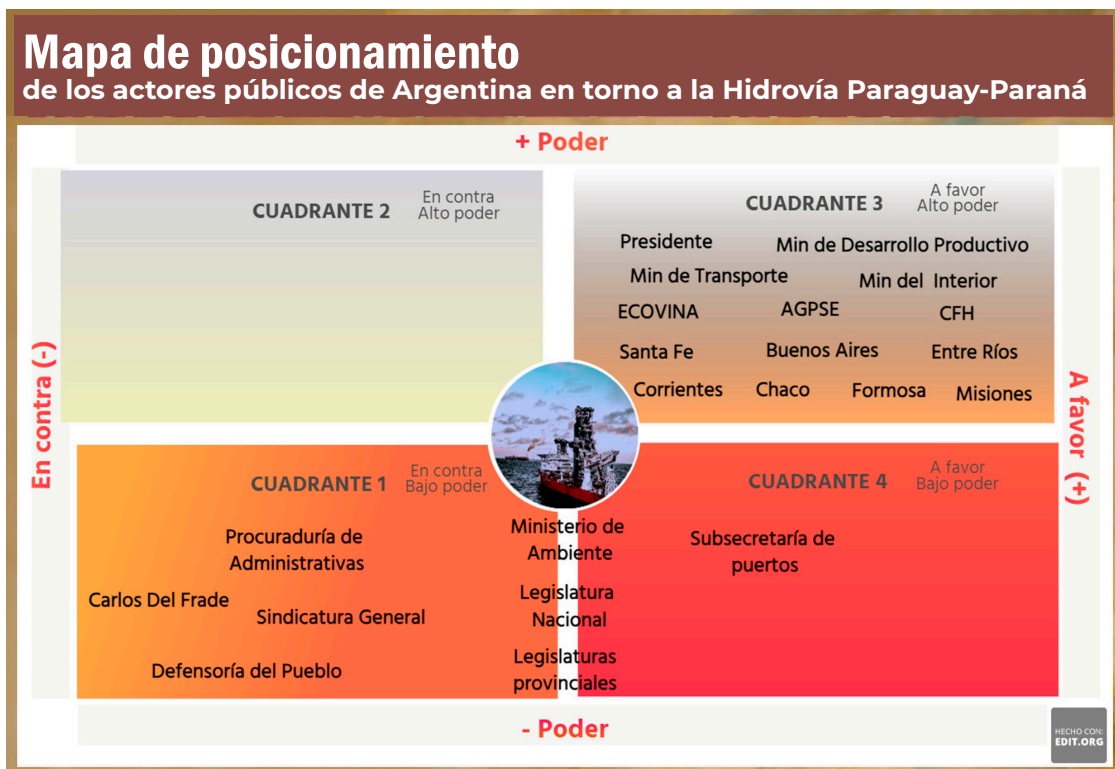 Mapa de posicionamiento
de los actores públicos de Argentina en torno a la Hidrovía Paraguay-Paraná
+ Poder
En contra (-)
CUADRANTE 2
En contra
Alto poder
CUADRANTE 3
A favor
Alto poder
Presidente
Min de Desarrollo Productivo
Min de Transporte
Min del Interior
ECOVINA
AGPSE
CFH
Santa Fe
Buenos Aires
Entre Ríos
Corrientes
Chaco
Formosa
Misiones
A favor (+)
CUADRANTE 1
En contra
Bajo poder
Procuraduría de
Administrativas
Carlos Del Frade
Sindicatura General
Defensoría del Pueblo
Ministerio de
Ambiente
Legislatura
Nacional
Legislaturas
provinciales
CUADRANTE 4
A favor
Bajo poder
Subsecretaría de
puertos
- Poder
HECHO CON:
EDIT.ORG